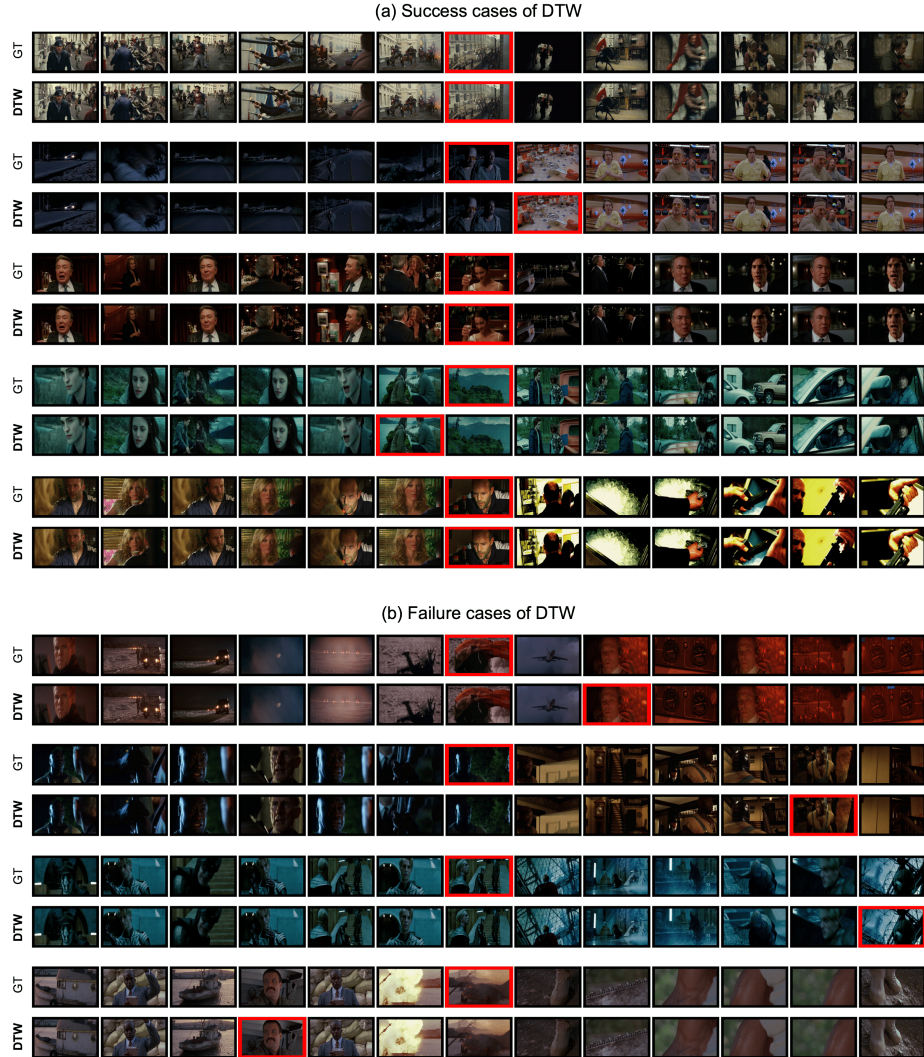 (a) Success cases of DTW
GT
DTW
GT
DTW
GT
DTW
GT
DTW
GT
DTW
(b) Failure cases of DTW
GT
DTW
GT
DTW
GT
DTW
GT
DTW